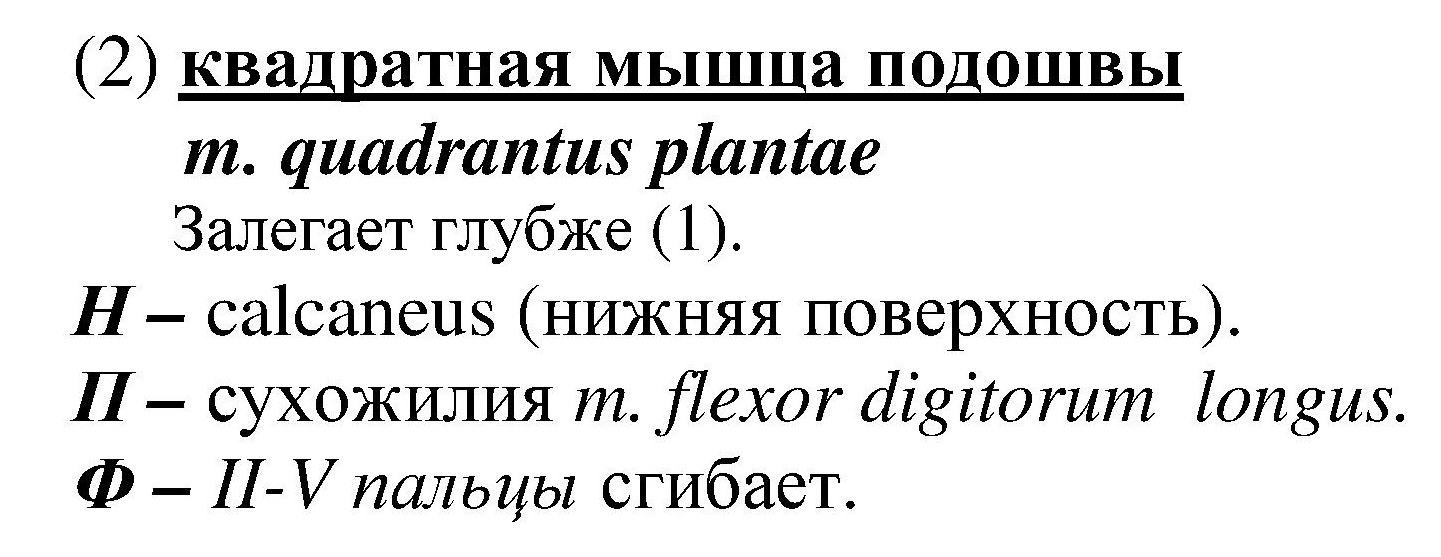 (2) квадратная мышца подошвы
m. quadrantus plantae
Залегает глубже (1).
Н – calcaneus (нижняя поверхность).
П – сухожилия m. flexor digitorum longus.
Ф – II-V пальцы сгибает.